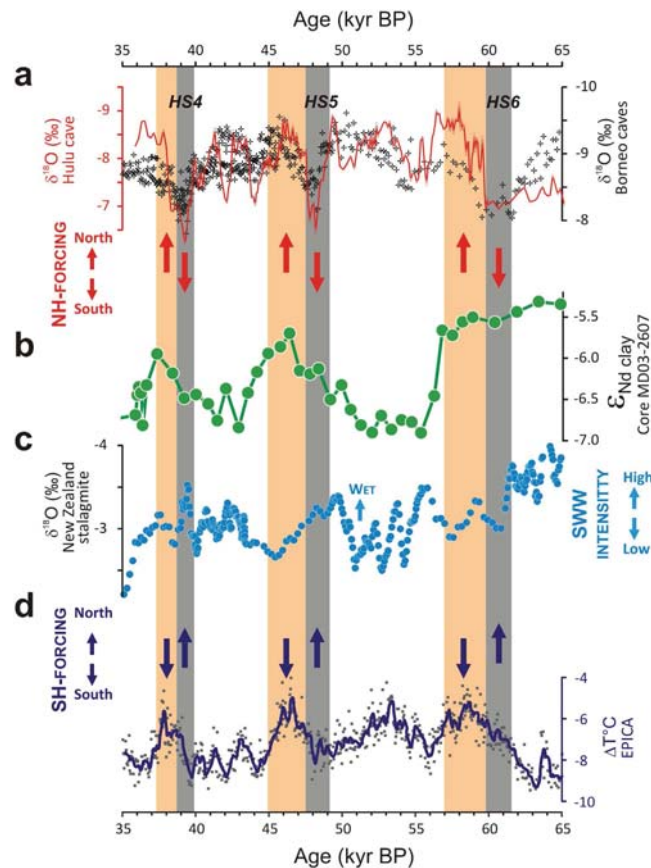 Age (kyr BP)
35 40 45 50 55 60 65
a
HS4 HS5 HS6
-9
-8
-7
δ¹⁸O (‰)
Hulu cave
-10
-9
-8
δ¹⁸O (‰)
Borneo caves
North
South
NH-FORCING
b
-5.5
-6.0
-6.5
-7.0
εNd clay
Core MD03-2607
c
-4
-3
δ¹⁸O (‰)
New Zealand
stalagmite
WET
SWW
INTENSITTY
High
Low
d
North
South
SH-FORCING
-4
-6
-8
-10
ΔT°C
EPICA
35 40 45 50 55 60 65
Age (kyr BP)